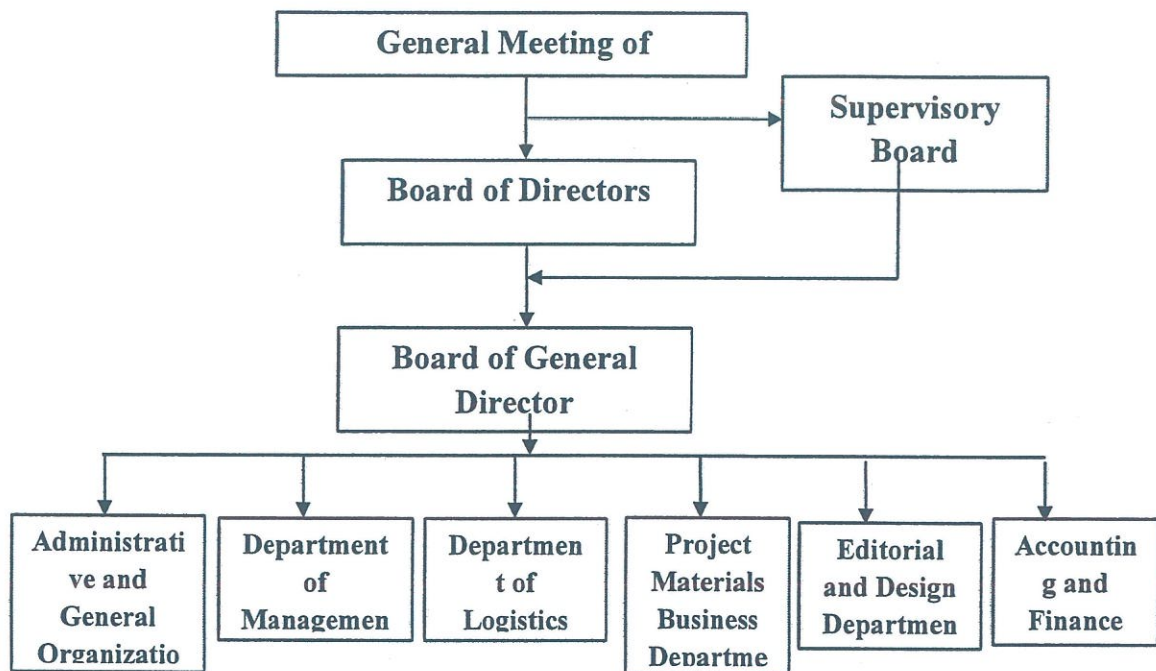 General Meeting of
Supervisory
Board
Board of Directors
Board of General
Director
Administrati
ve and
General
Organizatio
Department
of
Managemen
Departmen
t of
Logistics
Project
Materials
Business
Departme
Editorial
and Design
Departmen
Accountin
g and
Finance